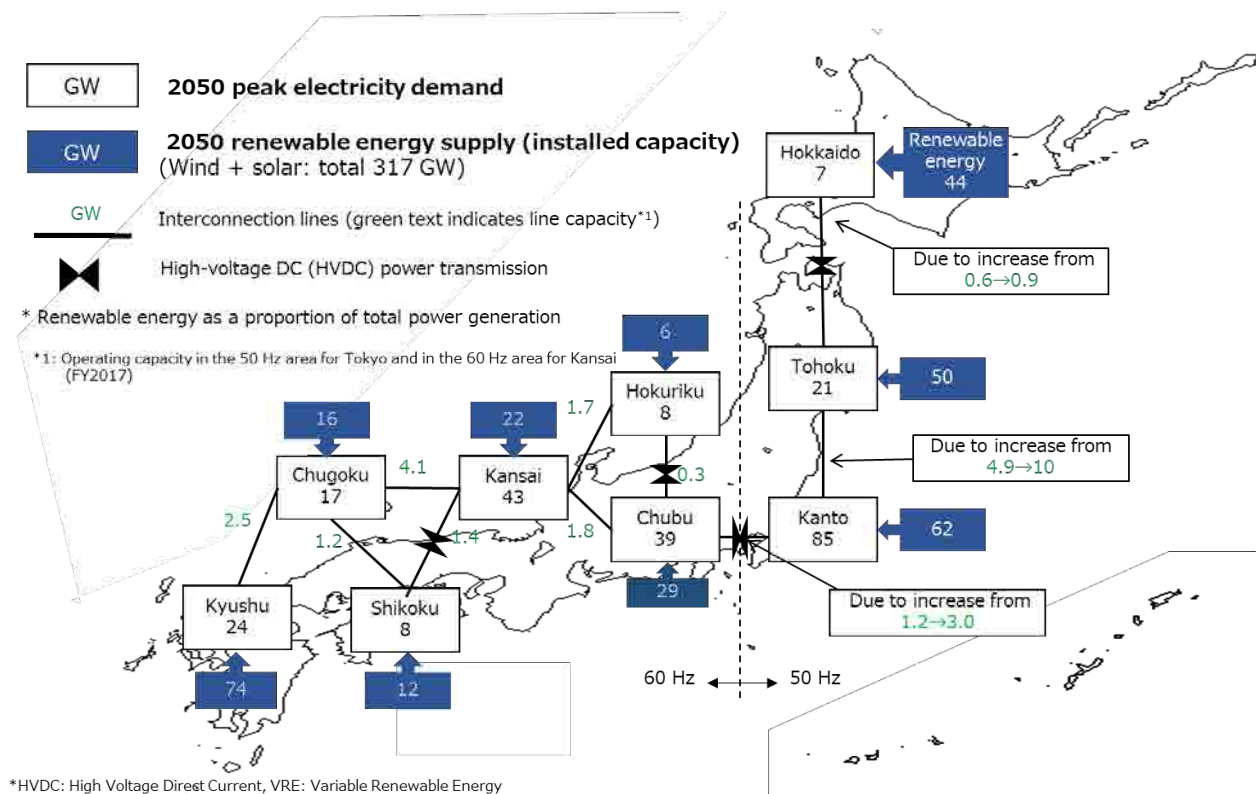 GW
2050 peak electricity demand
GW
2050 renewable energy supply (installed capacity)
(Wind + solar: total 317 GW)
GW
Interconnection lines (green text indicates line capacity*1)
High-voltage DC (HVDC) power transmission
* Renewable energy as a proportion of total power generation
*1: Operating capacity in the 50 Hz area for Tokyo and in the 60 Hz area for Kansai
(FY2017)
Hokkaido
7
Renewable
energy
44
Due to increase from
0.6→0.9
Tohoku
21
50
Due to increase from
4.9→10
6
Hokuriku
8
1.7
0.3
16
22
Chugoku
17
4.1
Kansai
43
2.5
1.2
1.4
1.8
Chubu
39
29
Kanto
85
62
Due to increase from
1.2→3.0
Kyushu
24
74
Shikoku
8
12
60 Hz
50 Hz
*HVDC: High Voltage Direct Current, VRE: Variable Renewable Energy